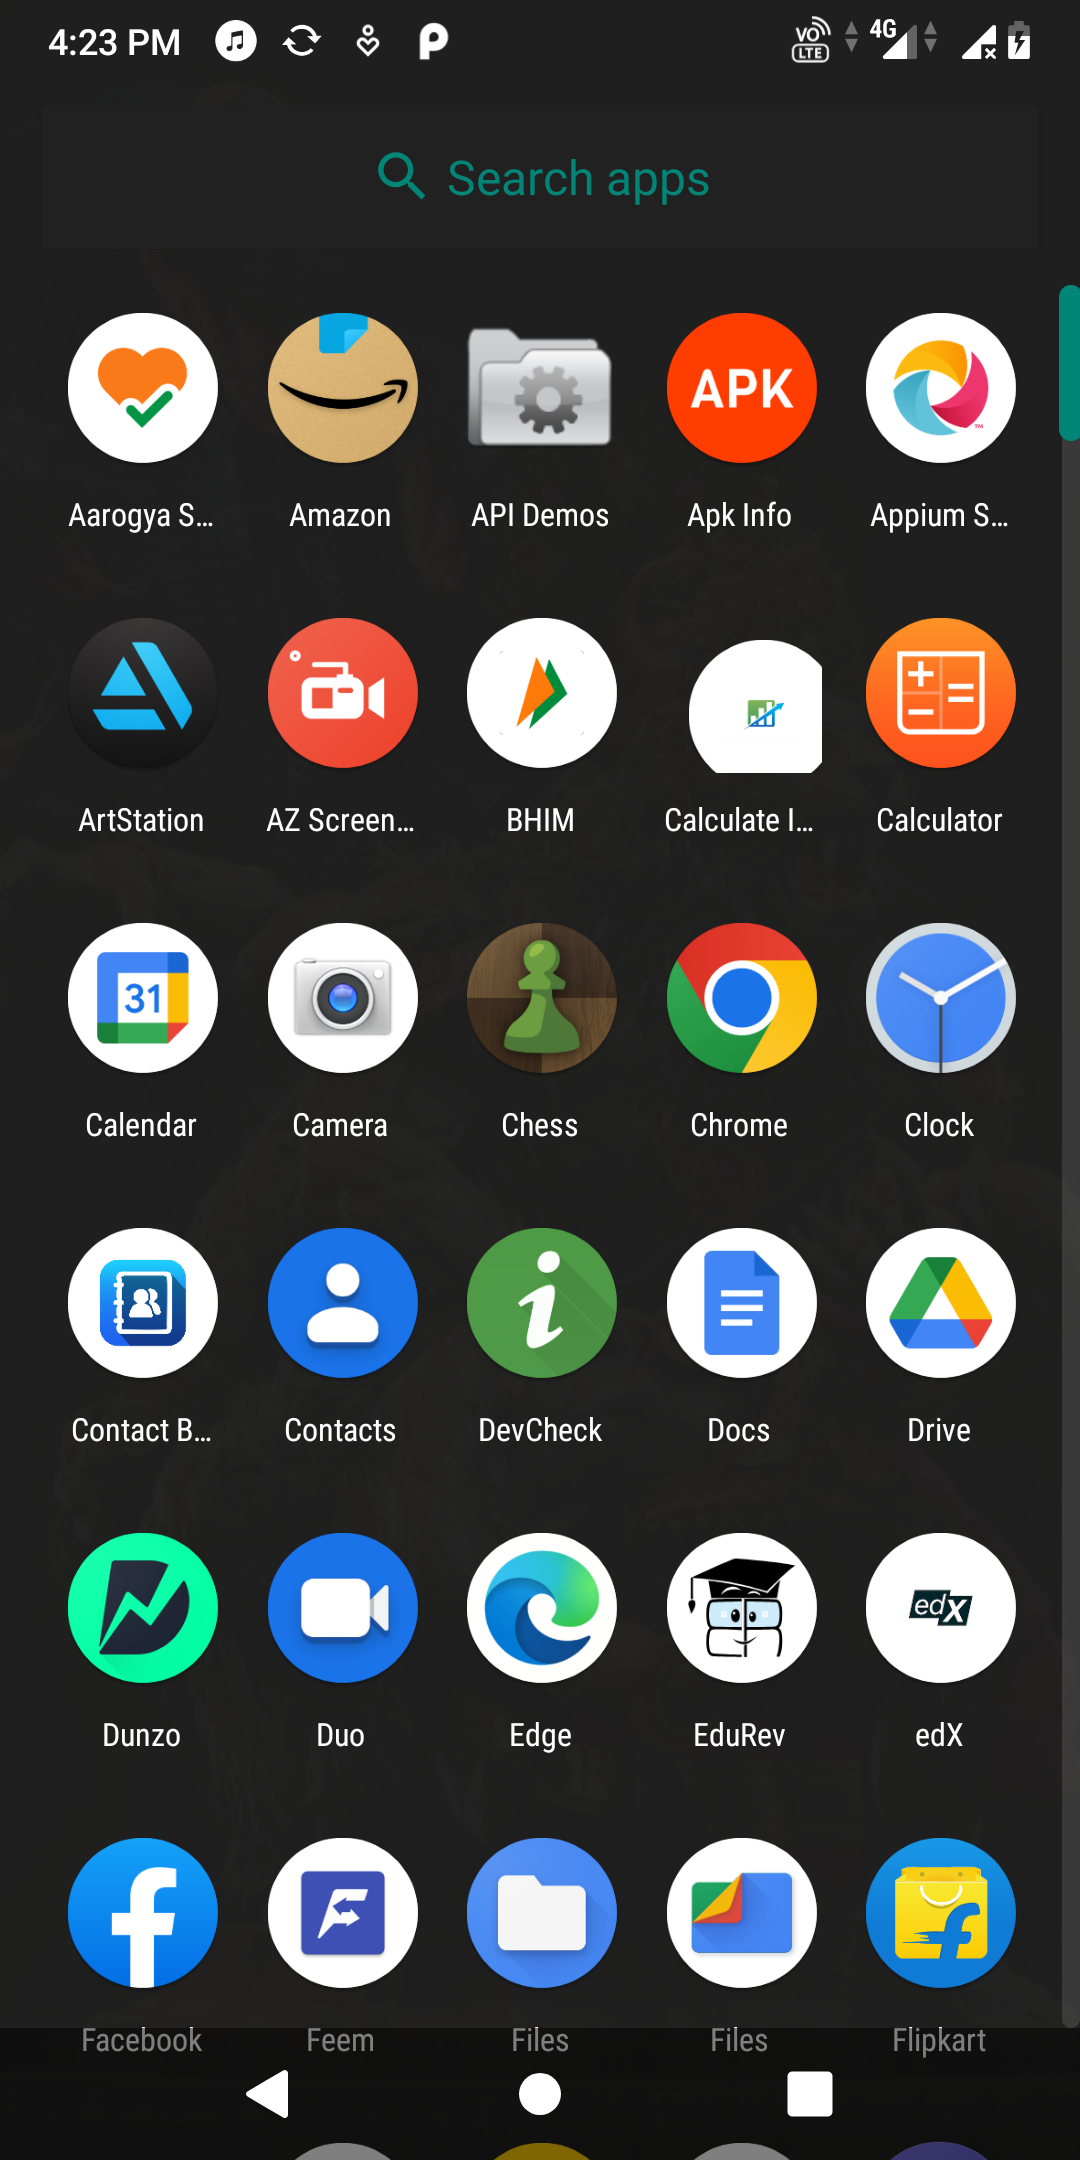 4:23 PM VO LTE 4G
Search apps
APK
Aarogya S... Amazon API Demos Apk Info Appium S...
ArtStation AZ Screen... BHIM Calculate I... Calculator
31
Calendar Camera Chess Chrome Clock
Contact B... Contacts DevCheck Docs Drive
edX
Dunzo Duo Edge EduRev edX
Facebook Feem Files Files Flipkart